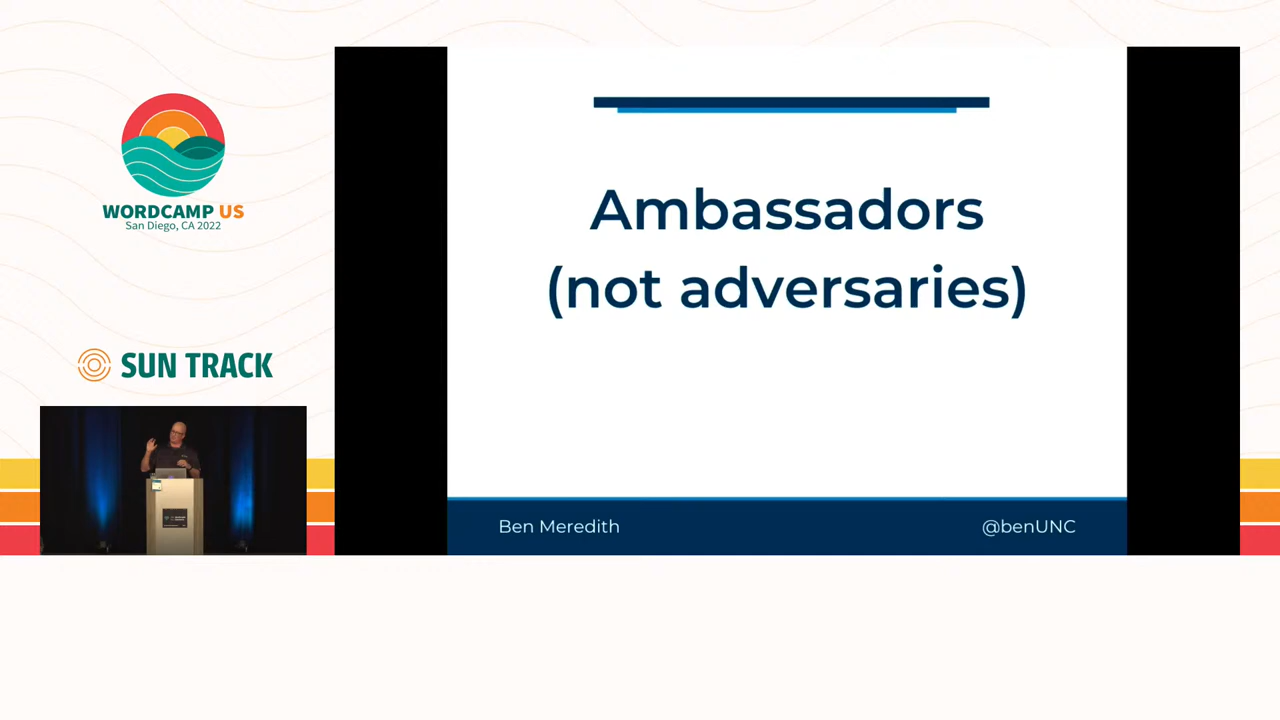 WORDCAMP US
San Diego, CA 2022
SUN TRACK
Ambassadors
(not adversaries)
Ben Meredith
@benUNC